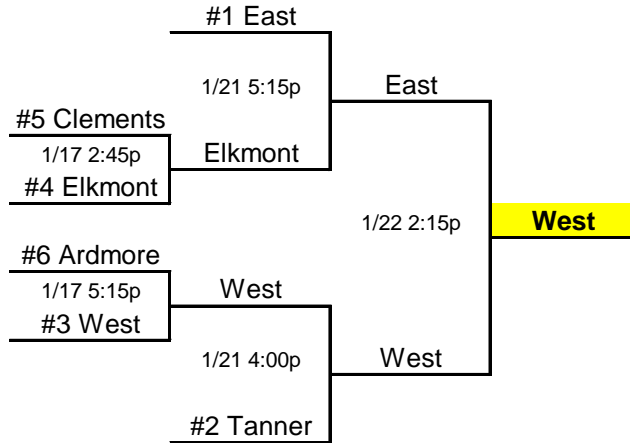 #1 East
1/21 5:15p
East
#5 Clements
1/17 2:45p
Elkmont
#4 Elkmont
1/22 2:15p
West
#6 Ardmore
1/17 5:15p
West
#3 West
1/21 4:00p
West
#2 Tanner